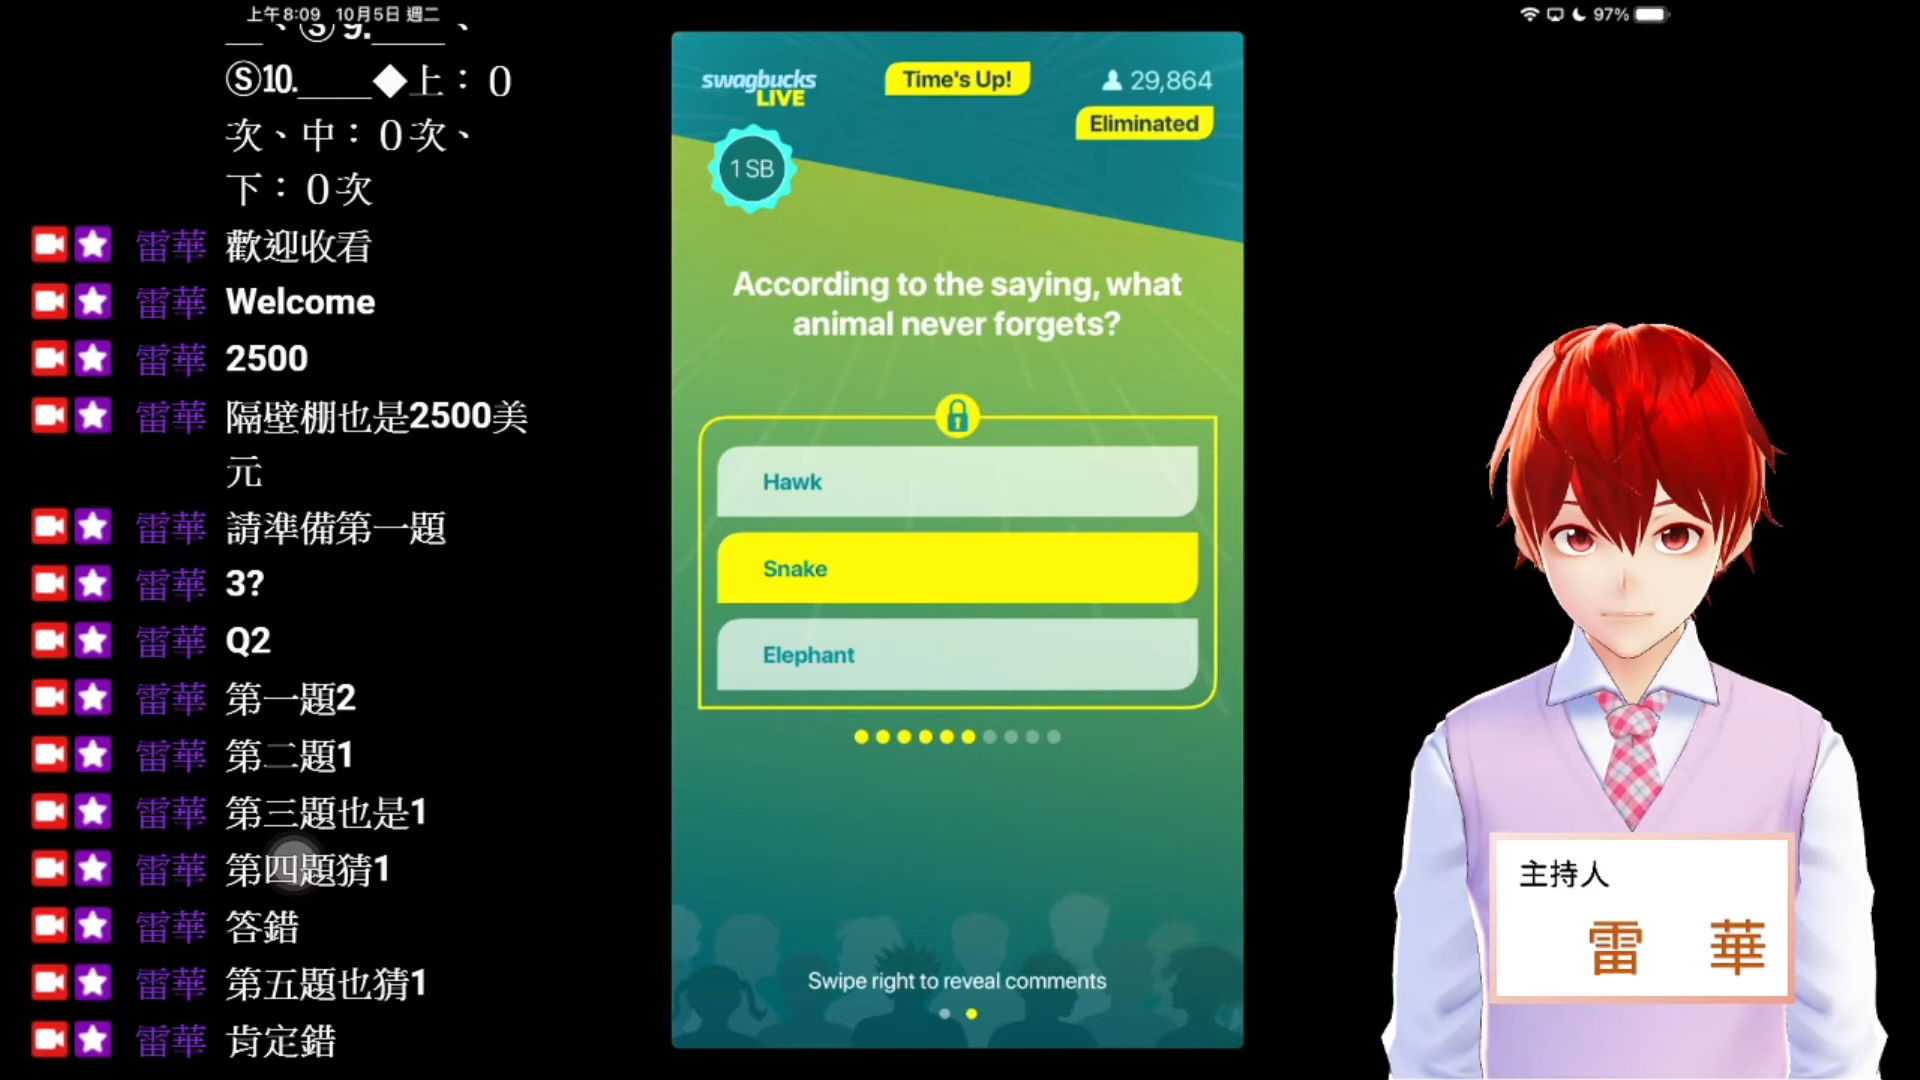 上午8:09 10月5日 週二
97%
__、Ⓢ9.____、
Ⓢ10.____◆上：0
次、中：0次、
下：0次
雷華 歡迎收看
雷華 Welcome
雷華 2500
雷華 隔壁棚也是2500美
元
雷華 請準備第一題
雷華 3?
雷華 Q2
雷華 第一題2
雷華 第二題1
雷華 第三題也是1
雷華 第四題猜1
雷華 答錯
雷華 第五題也猜1
雷華 肯定錯
swagbucks
LIVE
Time's Up!
29,864
Eliminated
1 SB
According to the saying, what
animal never forgets?
Hawk
Snake
Elephant
Swipe right to reveal comments
主持人
雷 華